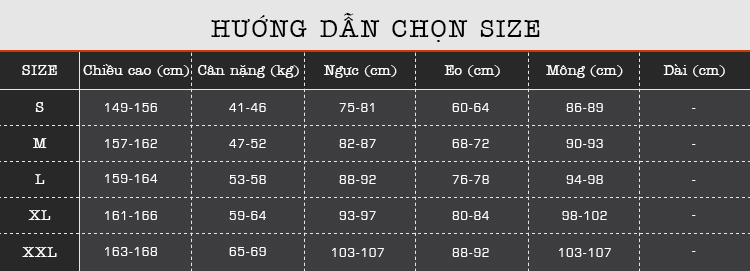 HƯỚNG DẪN CHỌN SIZE
SIZE Chiều cao (cm) Cân nặng (kg) Ngực (cm) Eo (cm) Mông (cm) Dài (cm)
S 149-156 41-46 75-81 60-64 86-89 -
M 157-162 47-52 82-87 68-72 90-93 -
L 159-164 53-58 88-92 76-78 94-98 -
XL 161-166 59-64 93-97 80-84 98-102 -
XXL 163-168 65-69 103-107 88-92 103-107 -